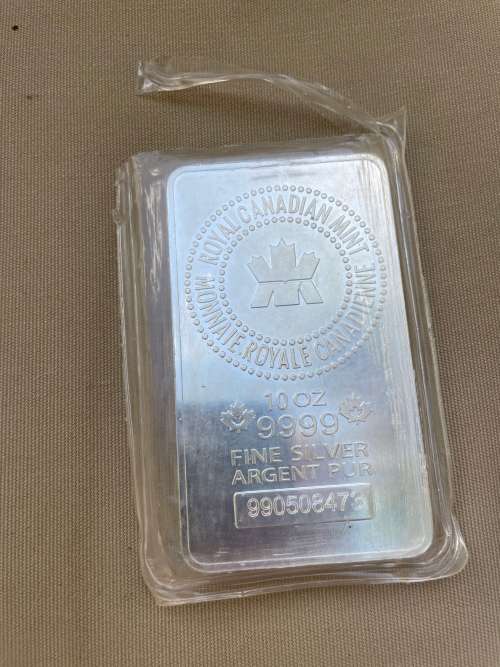 ROYAL CANADIAN MINT
MONNAIE ROYALE CANADIENNE
10 OZ
9999
FINE SILVER
ARGENT PUR
990508473